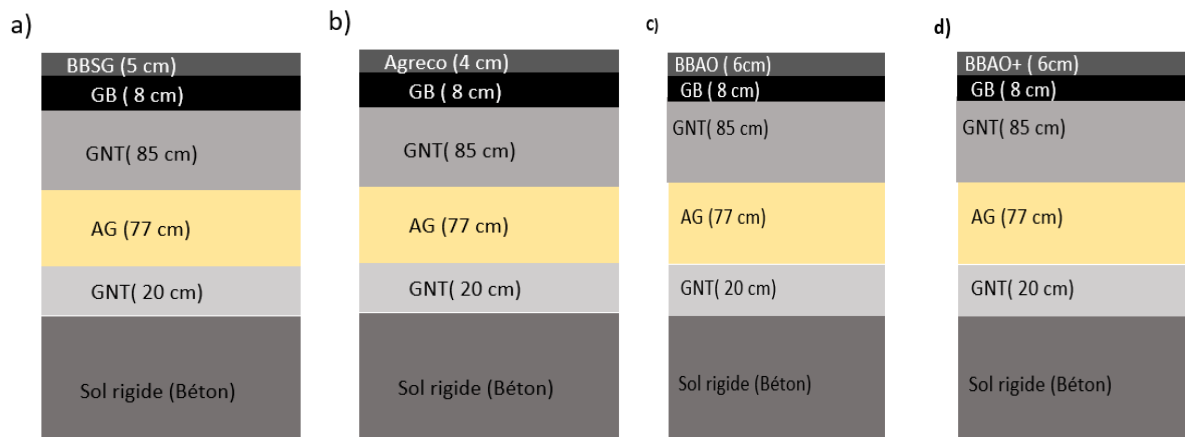 a)
BBSG (5 cm)
GB ( 8 cm)
GNT( 85 cm)
AG (77 cm)
GNT( 20 cm)
Sol rigide (Béton)
b)
Agreco (4 cm)
GB ( 8 cm)
GNT( 85 cm)
AG (77 cm)
GNT( 20 cm)
Sol rigide (Béton)
c)
BBAO ( 6cm)
GB ( 8 cm)
GNT( 85 cm)
AG (77 cm)
GNT( 20 cm)
Sol rigide (Béton)
d)
BBAO+ ( 6cm)
GB ( 8 cm)
GNT( 85 cm)
AG (77 cm)
GNT( 20 cm)
Sol rigide (Béton)